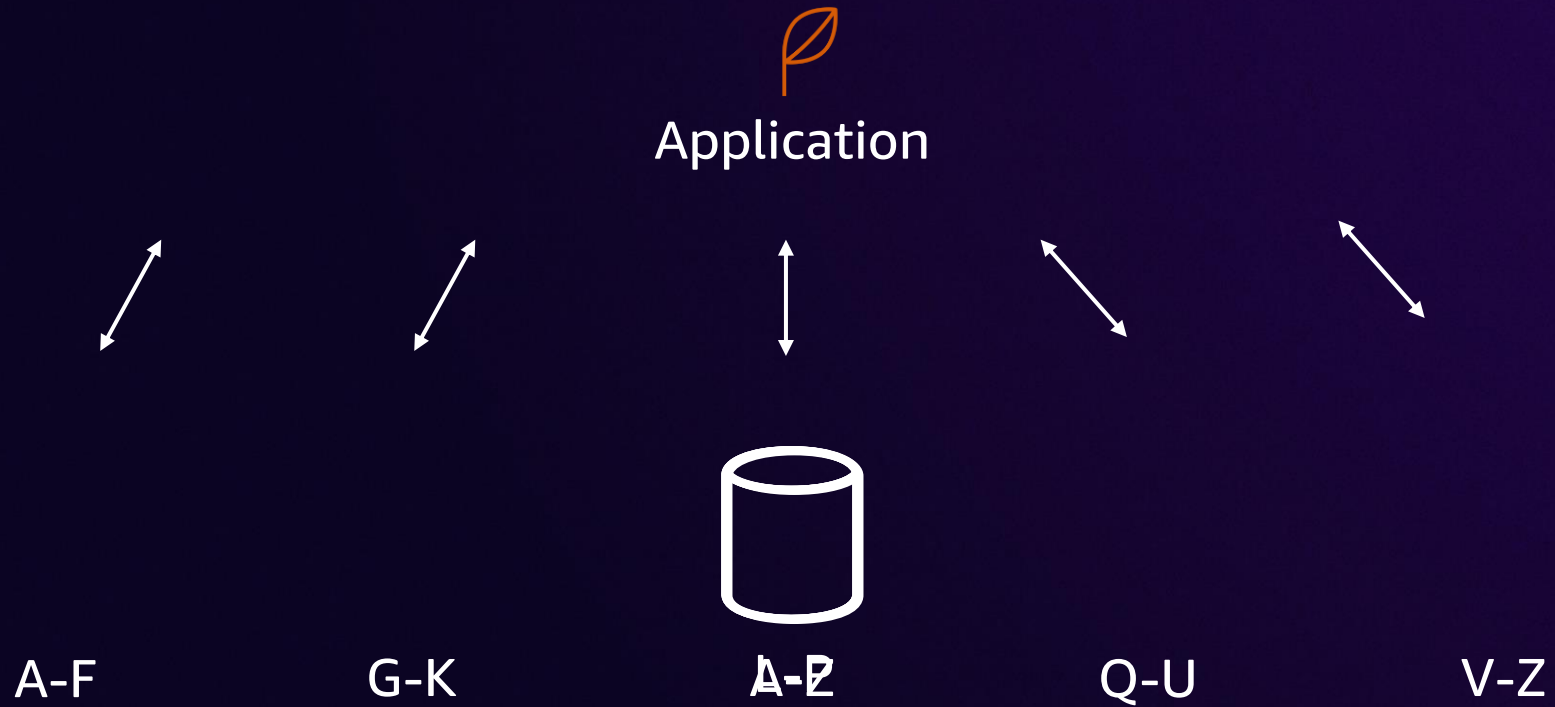 Application
A-F
G-K
A-Z
L-P
Q-U
V-Z